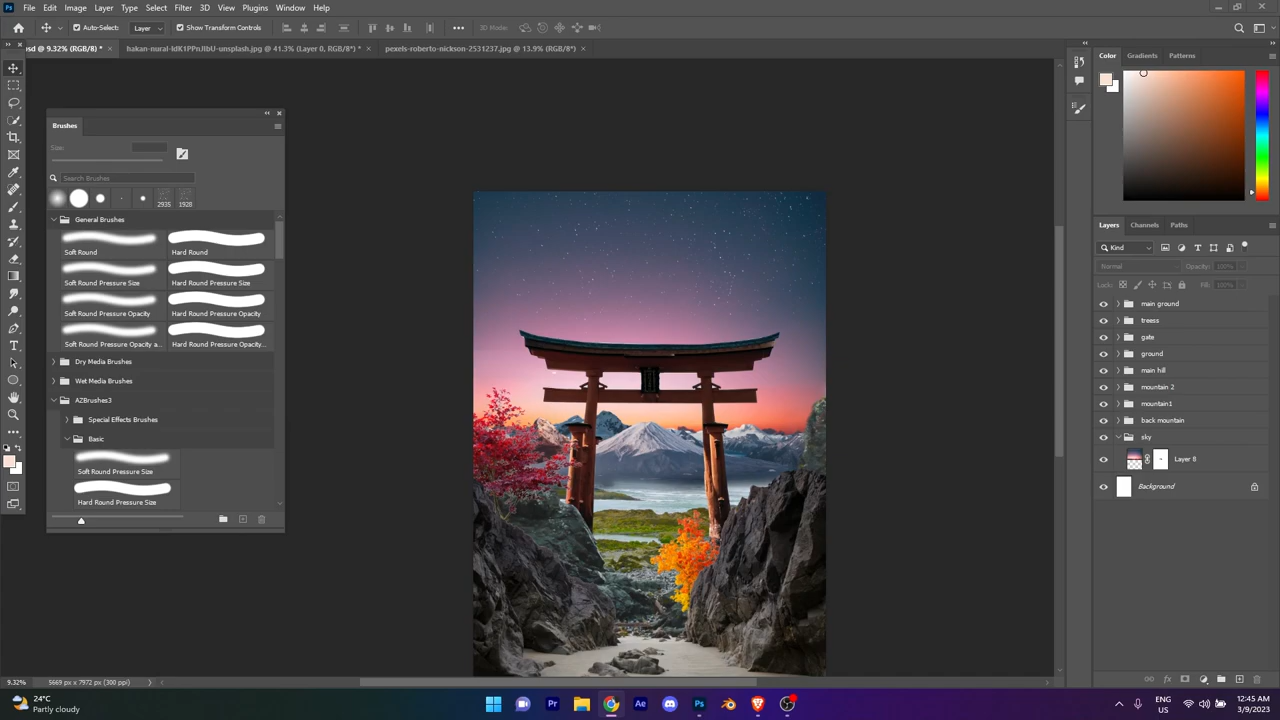 Ps File Edit Image Layer Type Select Filter 3D View Plugins Window Help
Auto-Select: Layer Show Transform Controls 3D Mode:
sd @ 9.32% (RGB/8) * hakan-nural-ldK1PPnJIbU-unsplash.jpg @ 41.3% (Layer 0, RGB/8*) * pexels-roberto-nickson-2531237.jpg @ 13.9% (RGB/8*)
Brushes
Size:
Search Brushes
2935 1928
General Brushes
Soft Round Hard Round
Soft Round Pressure Size Hard Round Pressure Size
Soft Round Pressure Opacity Hard Round Pressure Opacity
Soft Round Pressure Opacity a... Hard Round Pressure Opacity...
Dry Media Brushes
Wet Media Brushes
AZBrushes3
Special Effects Brushes
Basic
Soft Round Pressure Size
Hard Round Pressure Size
Color Gradients Patterns
Layers Channels Paths
Kind
Normal Opacity: 100%
Lock: Fill: 100%
main ground
treess
gate
ground
main hill
mountain 2
mountain1
back mountain
sky
Layer 8
Background
9.32% 5669 px x 7972 px (300 ppi)
24°C
Partly cloudy
Pr Ae Ps
ENG
US
12:45 AM
3/9/2023